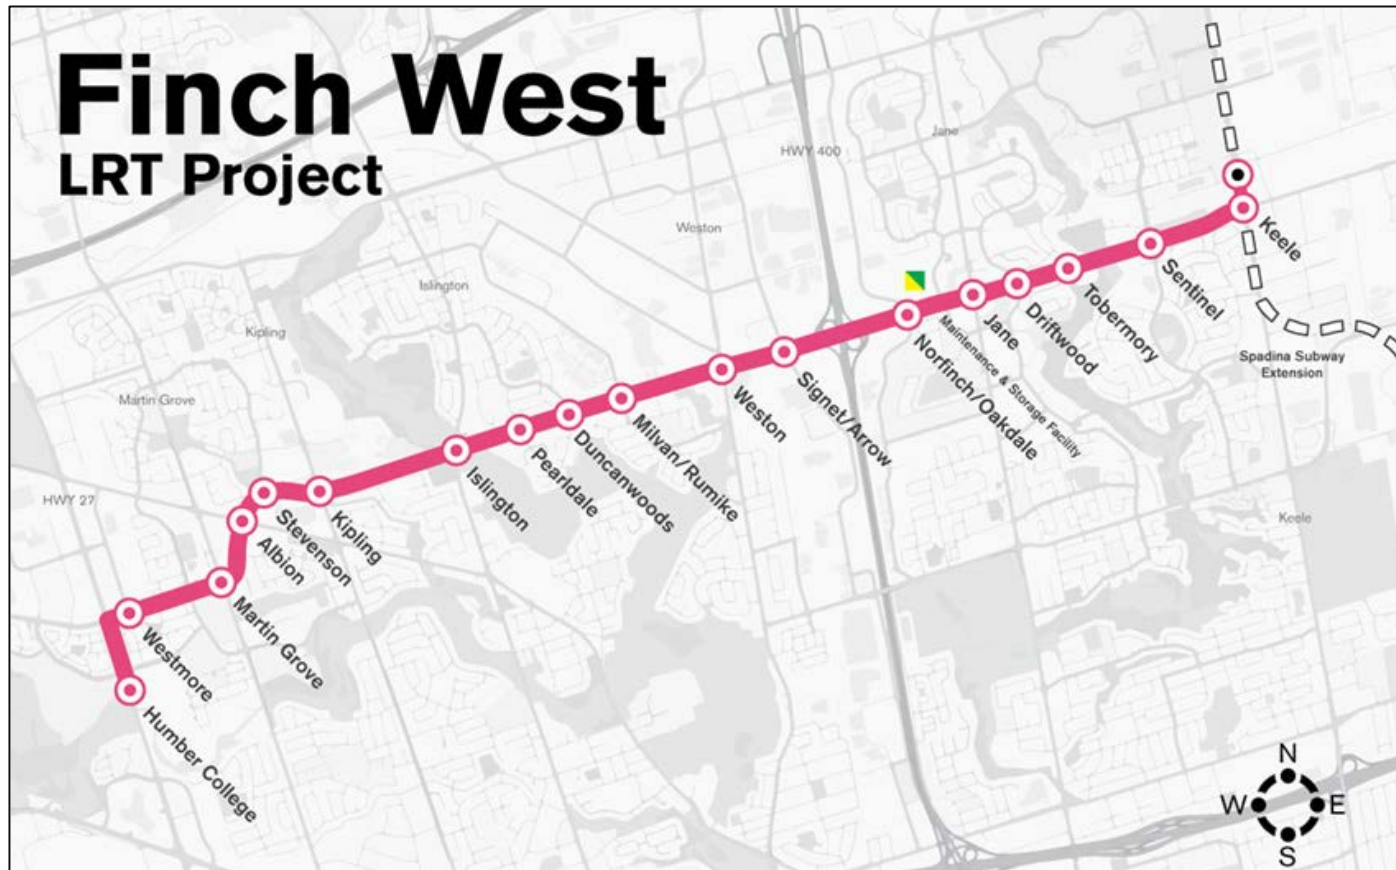 Finch West
LRT Project
HWY 400
Jane
Weston
Islington
Kipling
Martin Grove
HWY 27
Keele
Keele
Sentinel
Tobermory
Driftwood
Jane
Maintenance & Storage Facility
Norfinch/Oakdale
Signet/Arrow
Weston
Milvan/Rumike
Duncanwoods
Pearldale
Islington
Kipling
Stevenson
Albion
Martin Grove
Westmore
Humber College
Spadina Subway
Extension
N
W
E
S